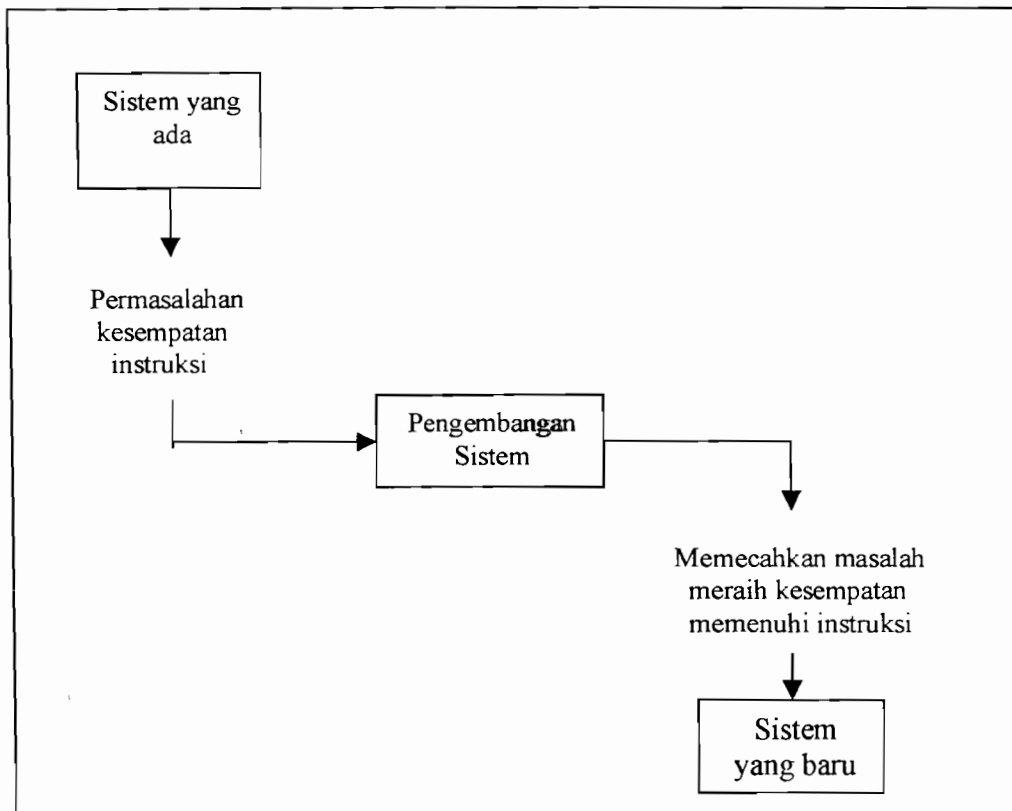 Sistem yang
ada
Permasalahan
kesempatan
instruksi
Pengembangan
Sistem
Memecahkan masalah
meraih kesempatan
memenuhi instruksi
Sistem
yang baru